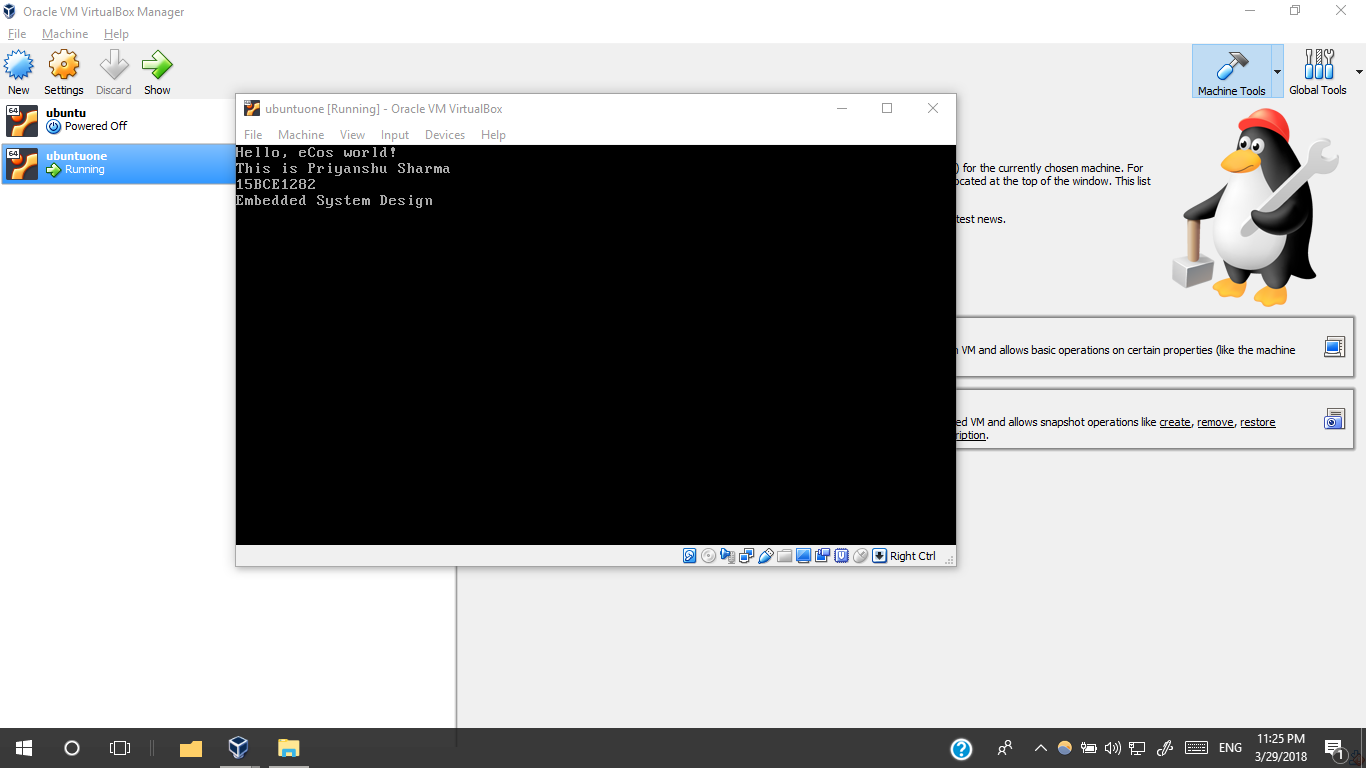 Oracle VM VirtualBox Manager
File Machine Help
New Settings Discard Show
Machine Tools Global Tools
64 ubuntu
Powered Off
64 ubuntuone
Running
ubuntuone [Running] - Oracle VM VirtualBox
File Machine View Input Devices Help
Hello, eCos world!
This is Priyanshu Sharma
15BCE1282
Embedded System Design
Right Ctrl
) for the currently chosen machine. For
ocated at the top of the window. This list
test news.
VM and allows basic operations on certain properties (like the machine
ed VM and allows snapshot operations like create, remove, restore
ription.
ENG
11:25 PM
3/29/2018
1